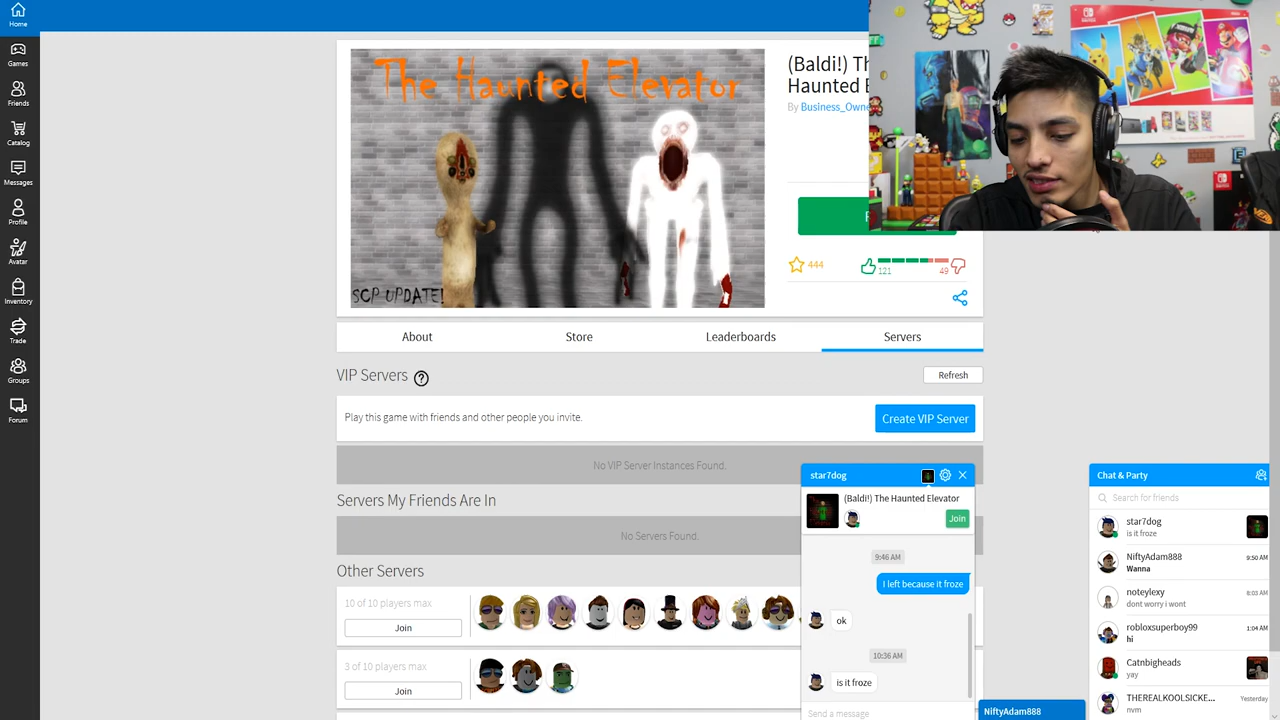 Home
Games
Friends
Catalog
Messages
Profile
Avatar
Inventory
Trade
Groups
Forum
The Haunted Elevator
SCP UPDATE!
(Baldi!) Th
Haunted E
By Business_Owne
444
121
49
About
Store
Leaderboards
Servers
VIP Servers
Refresh
Play this game with friends and other people you invite.
Create VIP Server
No VIP Server Instances Found.
Servers My Friends Are In
No Servers Found.
Other Servers
10 of 10 players max
Join
3 of 10 players max
Join
star7dog
(Baldi!) The Haunted Elevator
Join
9:46 AM
I left because it froze
ok
10:36 AM
is it froze
Send a message
NiftyAdam888
Chat & Party
Search for friends
star7dog
is it froze
NiftyAdam888
9:50 AM
Wanna
noteylexy
8:03 AM
dont worry i wont
robloxsuperboy99
1:04 AM
hi
Catnbigheads
yay
THEREALKOOLSICKE...
Yesterday
nvm